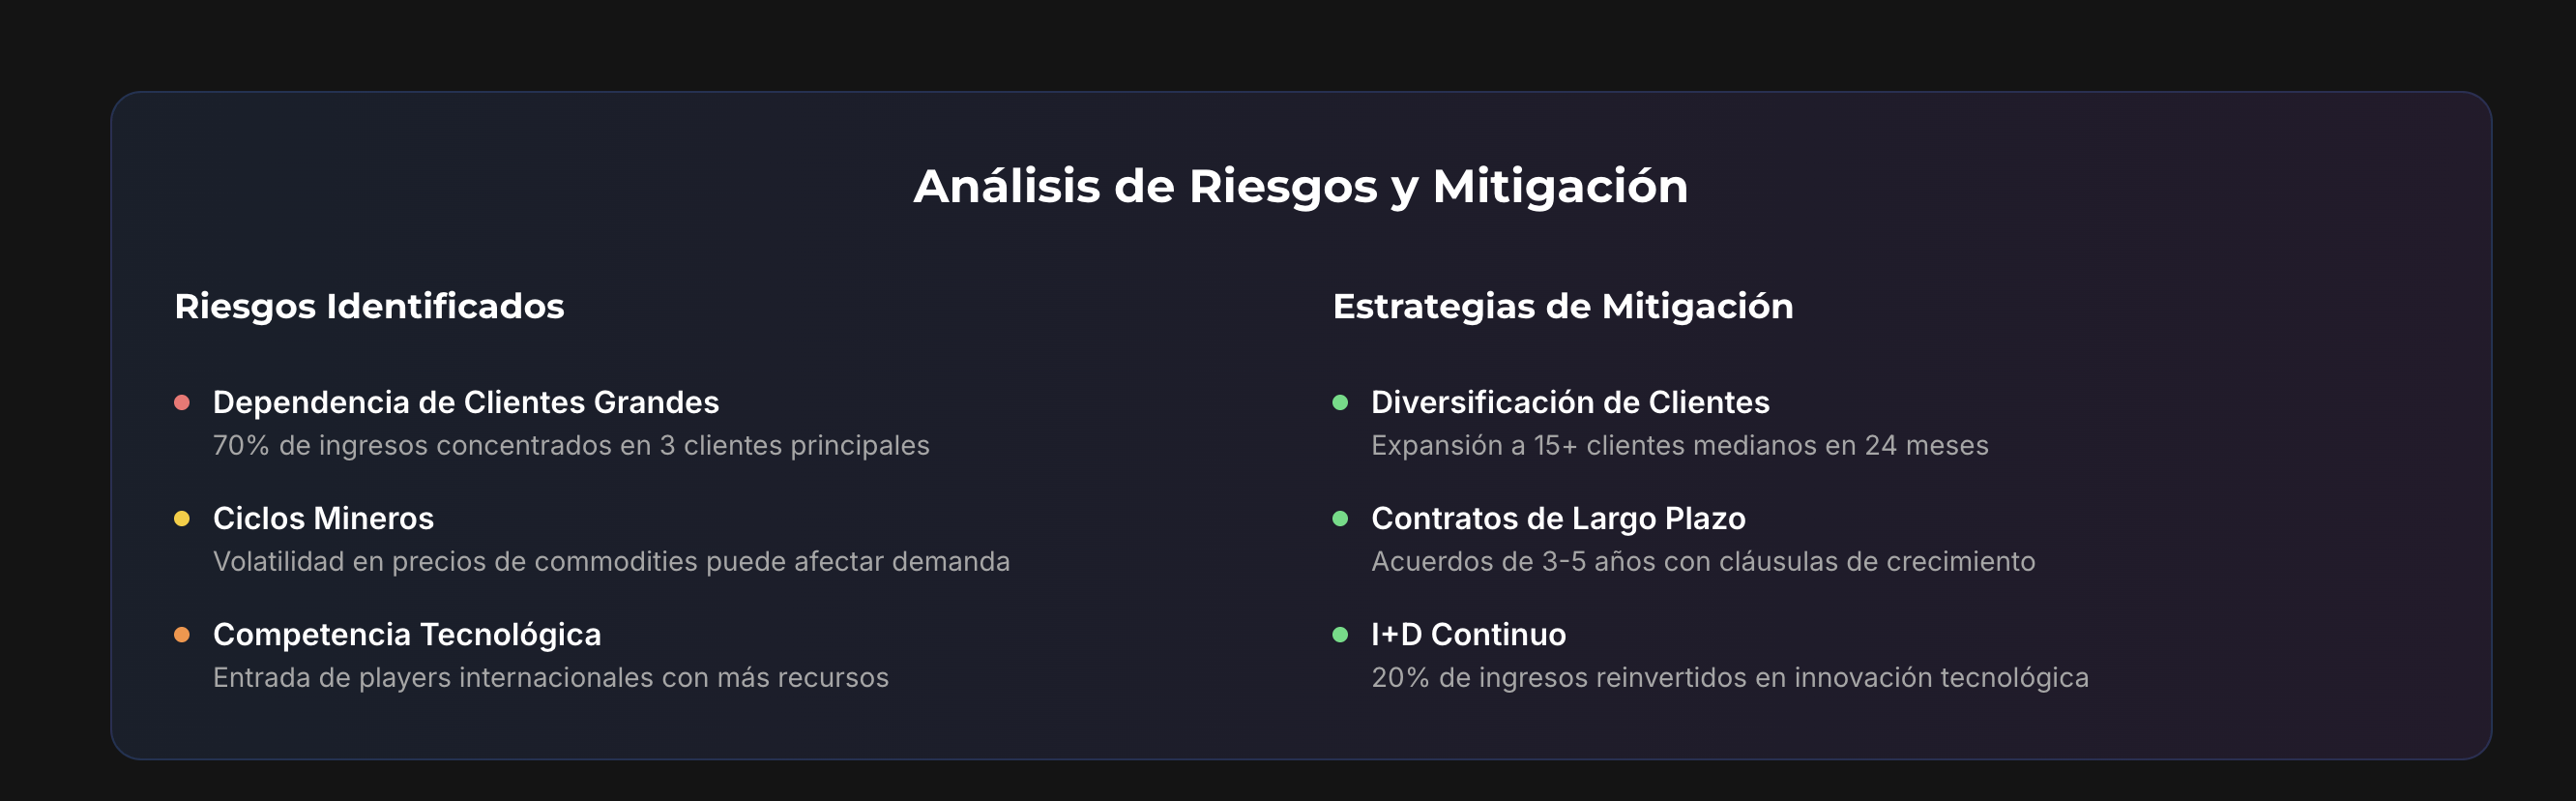 Análisis de Riesgos y Mitigación
Riesgos Identificados
Dependencia de Clientes Grandes
70% de ingresos concentrados en 3 clientes principales
Ciclos Mineros
Volatilidad en precios de commodities puede afectar demanda
Competencia Tecnológica
Entrada de players internacionales con más recursos
Estrategias de Mitigación
Diversificación de Clientes
Expansión a 15+ clientes medianos en 24 meses
Contratos de Largo Plazo
Acuerdos de 3-5 años con cláusulas de crecimiento
I+D Continuo
20% de ingresos reinvertidos en innovación tecnológica